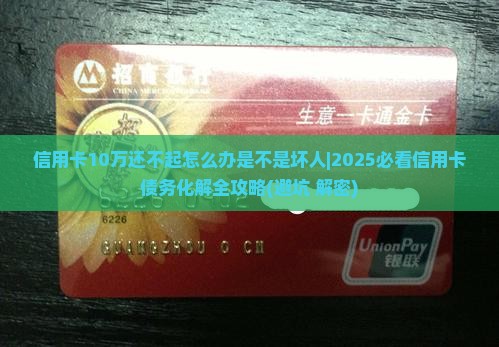 招商银行
CHINA MERCHANTS BANK
生意一卡通金卡
信用卡10万还不起怎么办是不是坏人|2025必看信用卡
债务化解全攻略(避坑 解密)
6226
GUANGZHOU O CM
UnionPay
银联